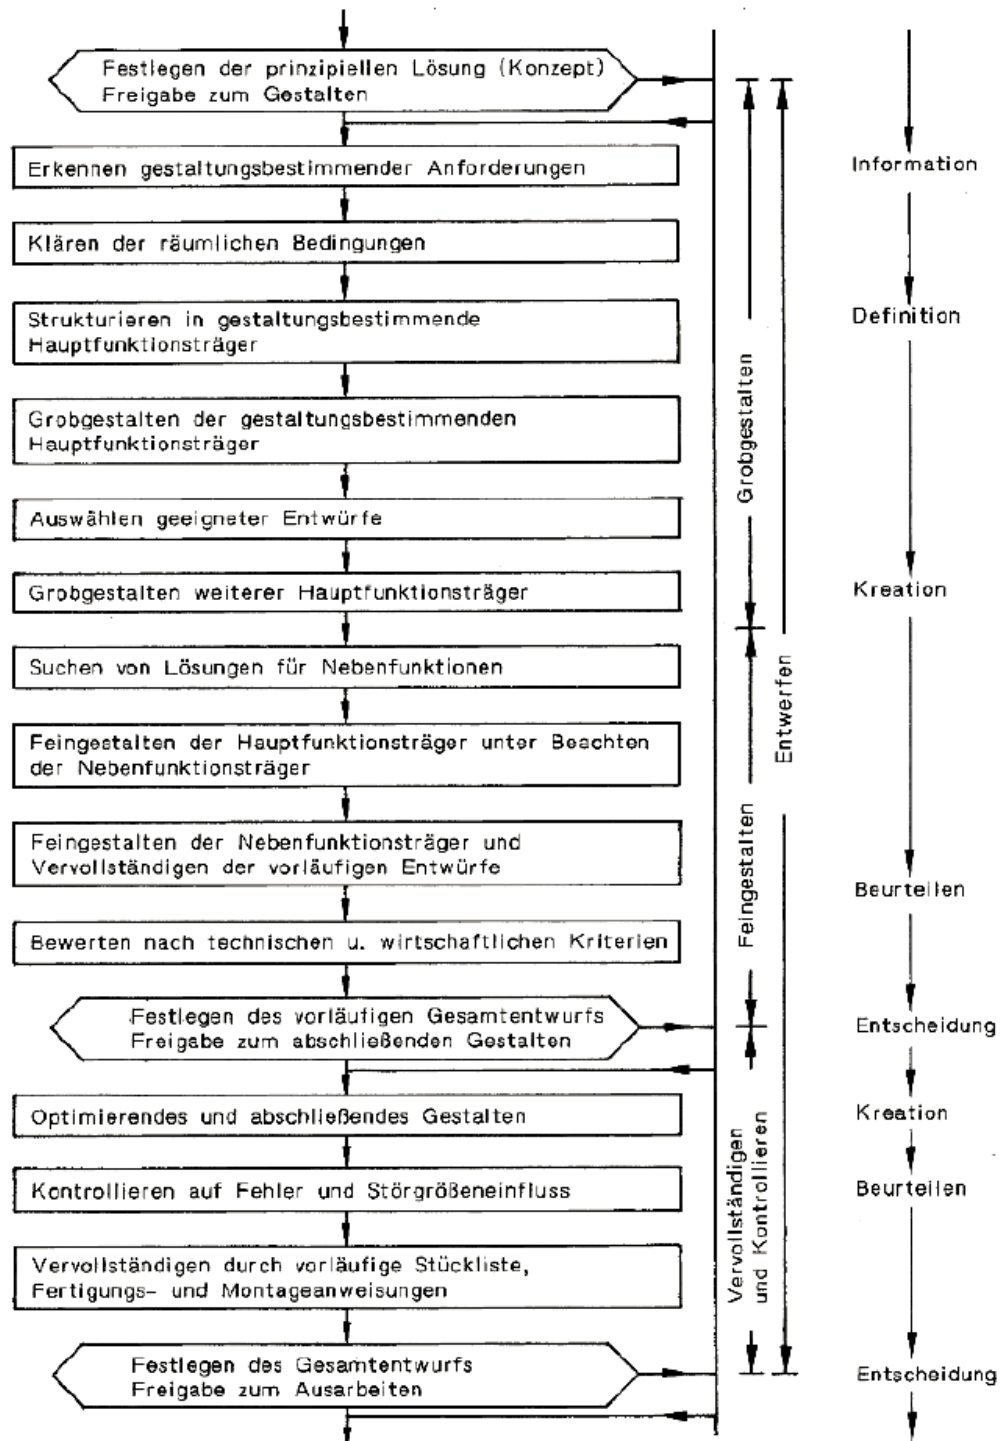 Festlegen der prinzipiellen Lösung (Konzept)
Freigabe zum Gestalten
Erkennen gestaltungsbestimmender Anforderungen
Information
Klären der räumlichen Bedingungen
Strukturieren in gestaltungsbestimmende
Hauptfunktionsträger
Definition
Grobgestalten der gestaltungsbestimmenden
Hauptfunktionsträger
Grobgestalten
Auswählen geeigneter Entwürfe
Grobgestalten weiterer Hauptfunktionsträger
Kreation
Suchen von Lösungen für Nebenfunktionen
Entwerfen
Feingestalten der Hauptfunktionsträger unter Beachten
der Nebenfunktionsträger
Feingestalten der Nebenfunktionsträger und
Vervollständigen der vorläufigen Entwürfe
Feingestalten
Beurteilen
Bewerten nach technischen u. wirtschaftlichen Kriterien
Festlegen des vorläufigen Gesamtentwurfs
Freigabe zum abschließenden Gestalten
Entscheidung
Optimierendes und abschließendes Gestalten
Kreation
Vervollständigen
und Kontrollieren
Kontrollieren auf Fehler und Störgrößeneinfluss
Beurteilen
Vervollständigen durch vorläufige Stückliste,
Fertigungs- und Montageanweisungen
Festlegen des Gesamtentwurfs
Freigabe zum Ausarbeiten
Entscheidung